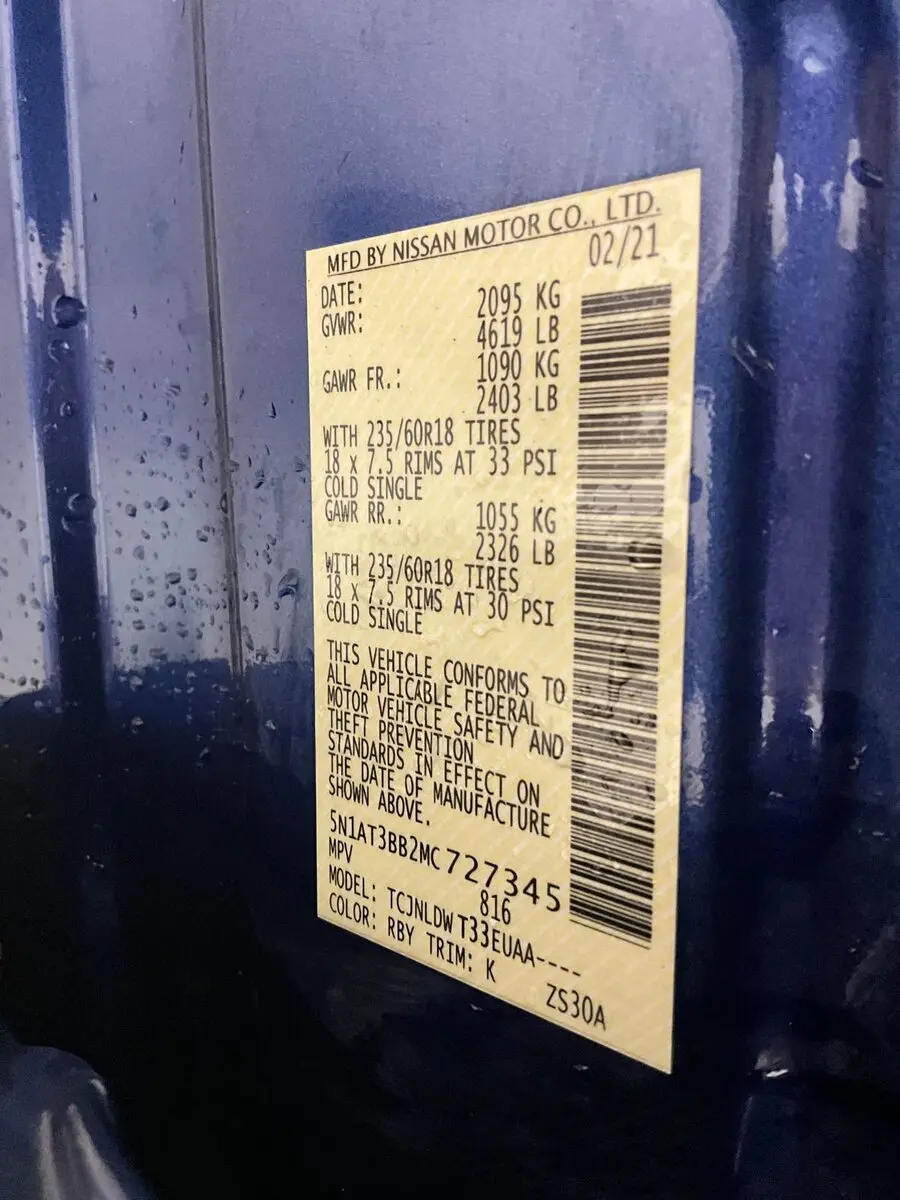 MFD BY NISSAN MOTOR CO., LTD.
DATE: 02/21
GVWR: 2095 KG
4619 LB
GAWR FR.: 1090 KG
2403 LB
WITH 235/60R18 TIRES
18 x 7.5 RIMS AT 33 PSI
COLD SINGLE
GAWR RR.: 1055 KG
2326 LB
WITH 235/60R18 TIRES
18 x 7.5 RIMS AT 30 PSI
COLD SINGLE
THIS VEHICLE CONFORMS TO
ALL APPLICABLE FEDERAL
MOTOR VEHICLE SAFETY AND
THEFT PREVENTION
STANDARDS IN EFFECT ON
THE DATE OF MANUFACTURE
SHOWN ABOVE.
5N1AT3BB2MC727345
MPV 816
MODEL: TCJNLDWT33EUAA----
COLOR: RBY TRIM: K ZS30A